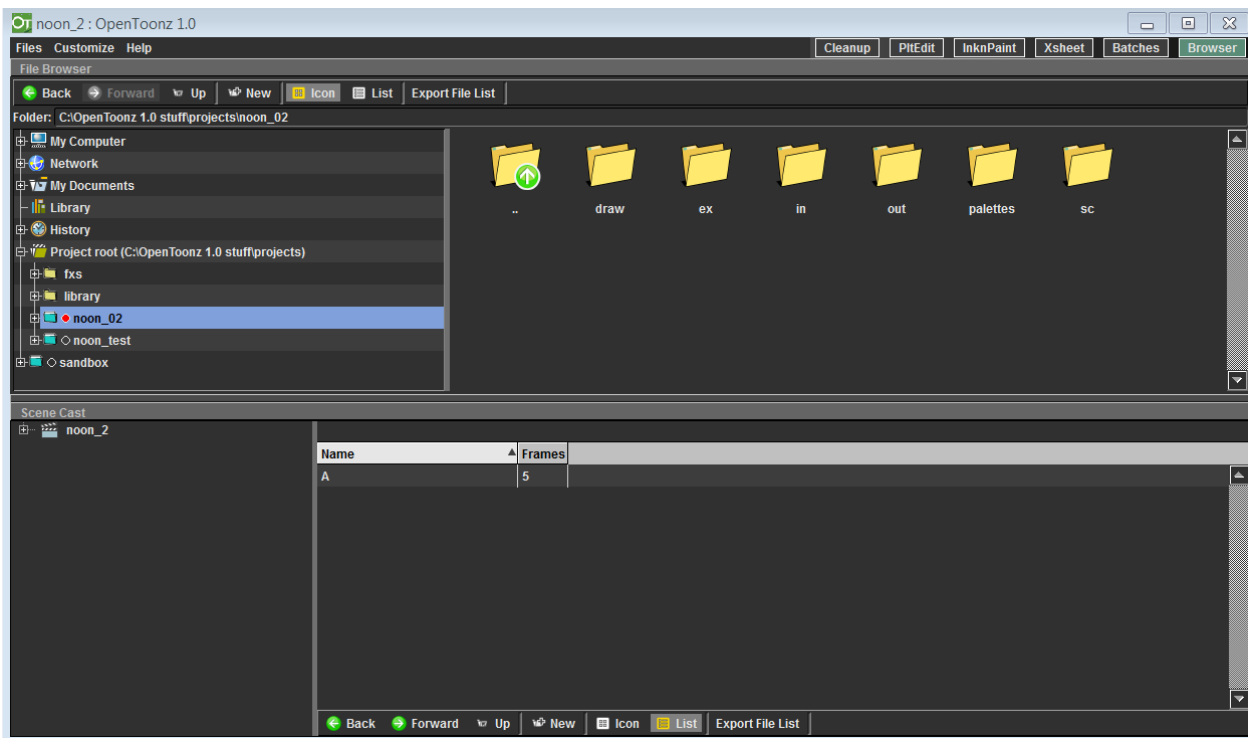 OT noon_2 : OpenToonz 1.0
Files Customize Help Cleanup PltEdit InknPaint Xsheet Batches Browser
File Browser
Back Forward Up New Icon List Export File List
Folder: C:\OpenToonz 1.0 stuff\projects\noon_02
My Computer
Network
My Documents
Library
History
Project root (C:\OpenToonz 1.0 stuff\projects)
fxs
library
noon_02
noon_test
sandbox
.. draw ex in out palettes sc
Scene Cast
noon_2
Name Frames
A 5
Back Forward Up New Icon List Export File List